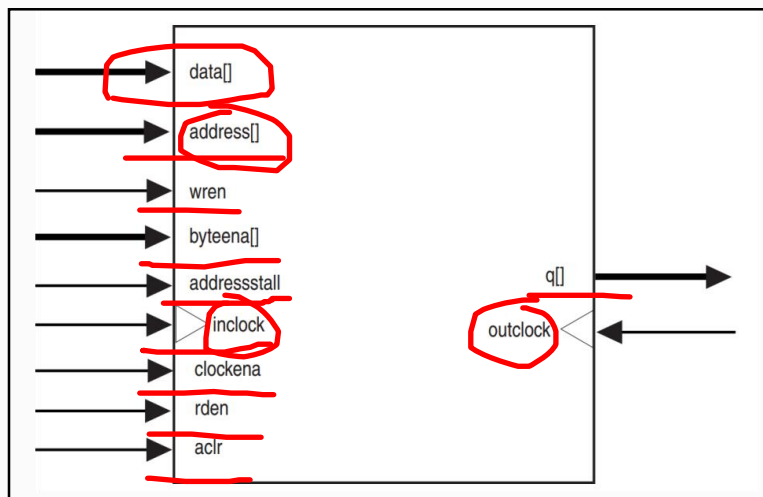 data[]
address[]
wren
byteena[]
addressstall
inclock
clockena
rden
aclr
q[]
outclock